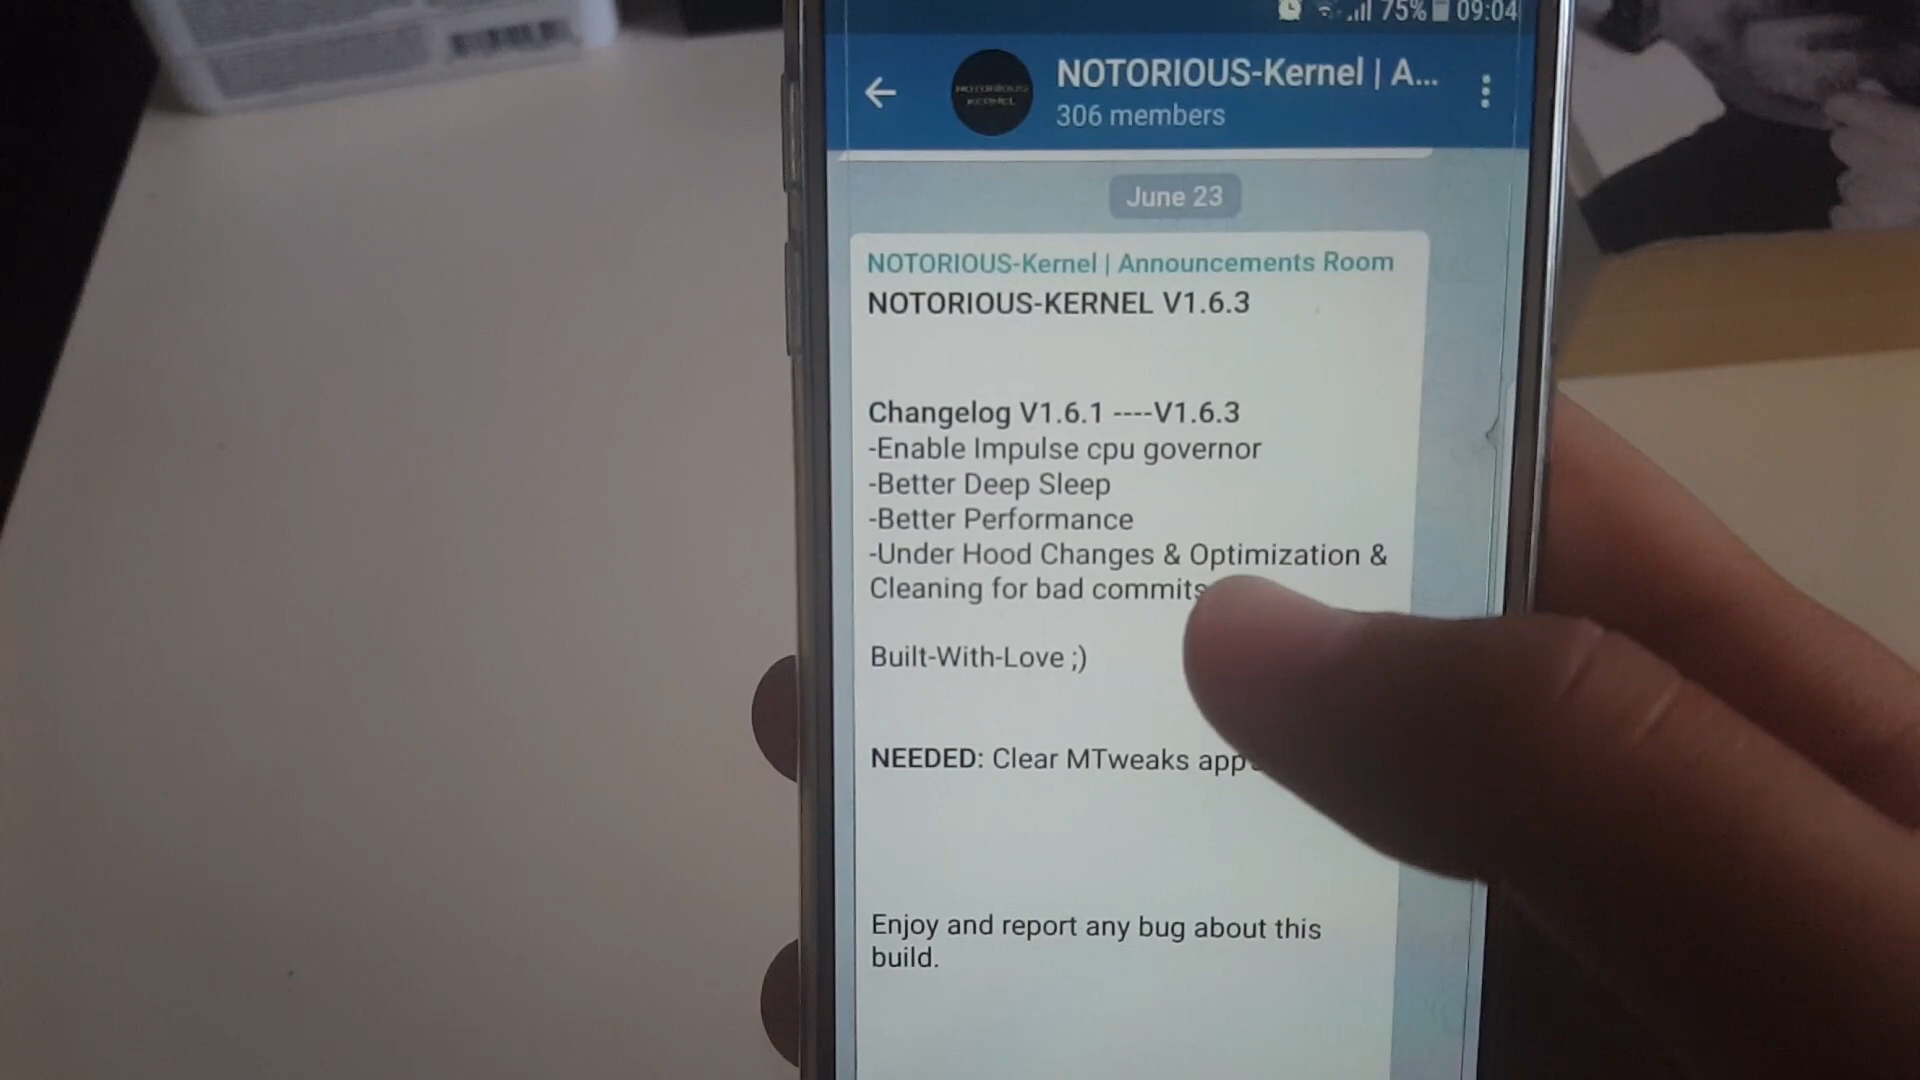 75% 09:04
NOTORIOUS-Kernel | A...
306 members
NOTORIOUS
KERNEL
June 23
NOTORIOUS-Kernel | Announcements Room
NOTORIOUS-KERNEL V1.6.3
Changelog V1.6.1 ----V1.6.3
-Enable Impulse cpu governor
-Better Deep Sleep
-Better Performance
-Under Hood Changes & Optimization &
Cleaning for bad commits
Built-With-Love ;)
NEEDED: Clear MTweaks app
Enjoy and report any bug about this
build.